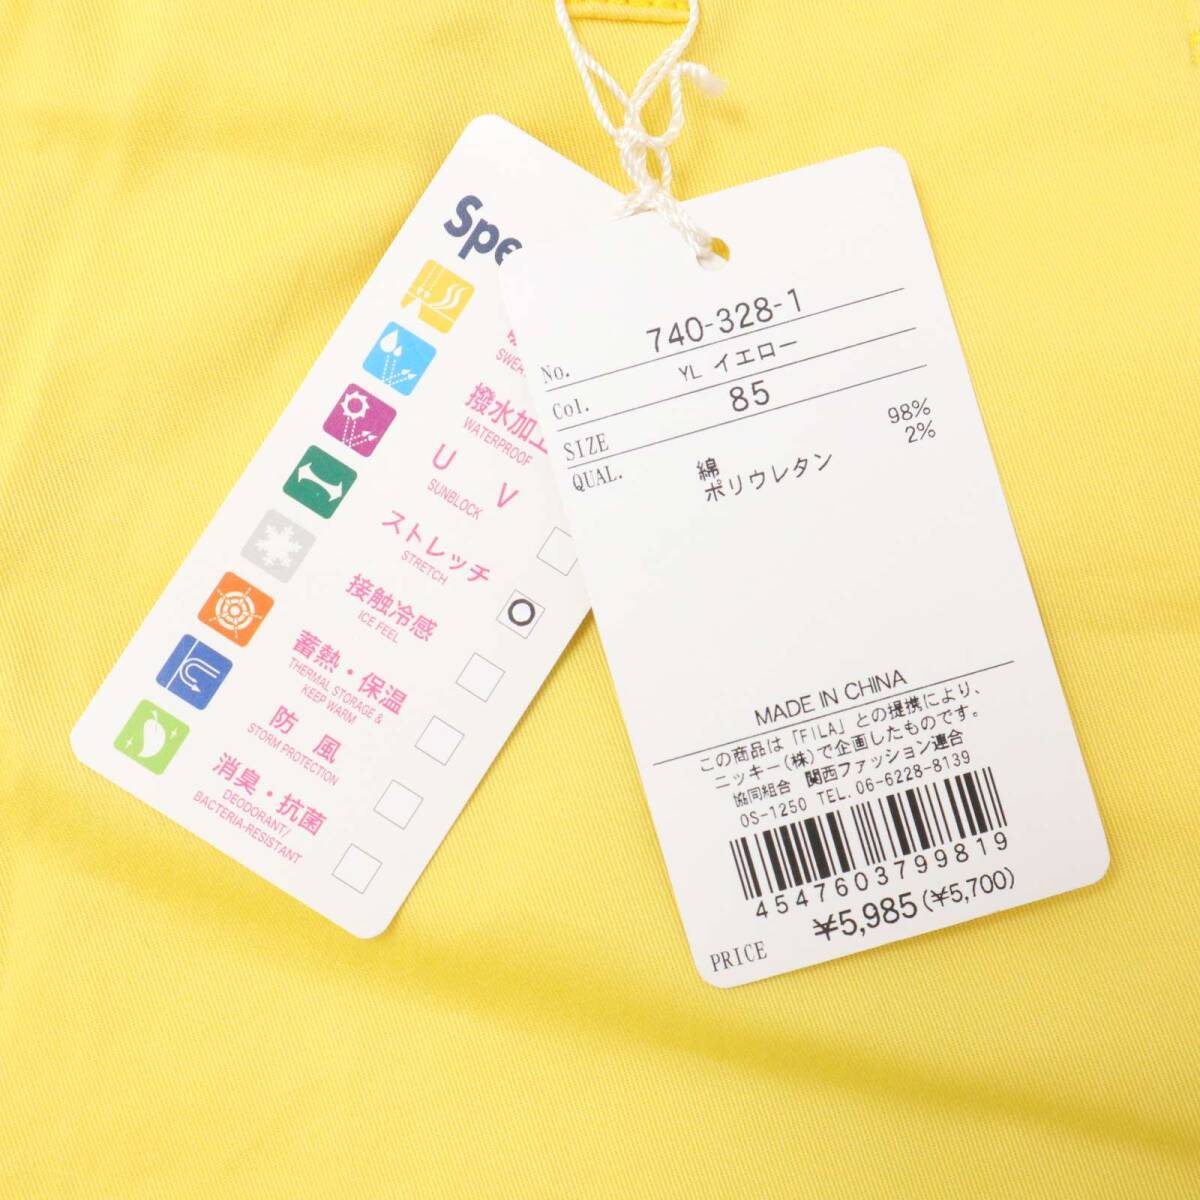 Spe
SWEA
撥水加工
WATERPROOF
U V
SUNBLOCK
ストレッチ
STRETCH
接触冷感
ICE FEEL
蓄熱・保温
THERMAL STORAGE &
KEEP WARM
防風
STORM PROTECTION
消臭・抗菌
DEODORANT/
BACTERIA-RESISTANT
No. 740-328-1
Col. YL イエロー
SIZE 85
QUAL. 綿 98%
ポリウレタン 2%
MADE IN CHINA
この商品は「FILA」との提携により、
ニッキー(株)で企画したものです。
協同組合 関西ファッション連合
OS-1250 TEL.06-6228-8139
4547603799819
PRICE ¥5,985(¥5,700)